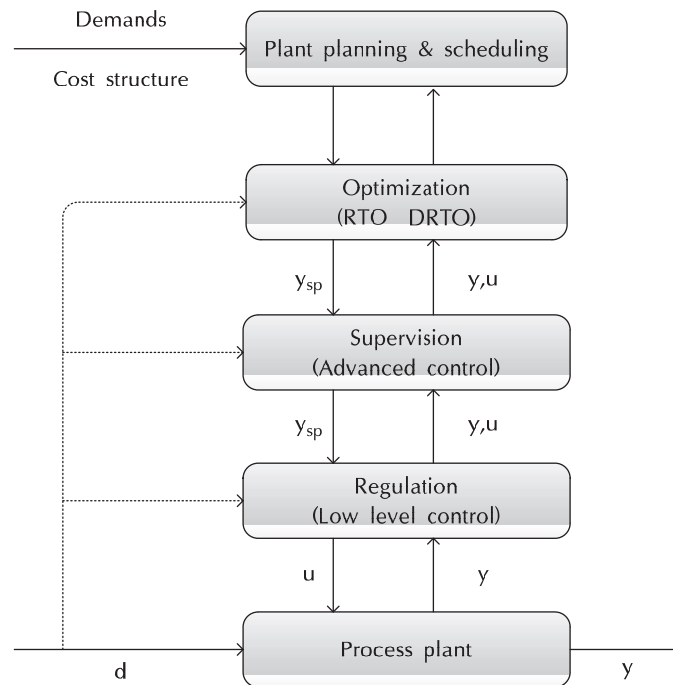 Demands
Plant planning & scheduling
Cost structure
Optimization
(RTO DRTO)
ysp
y,u
Supervision
(Advanced control)
ysp
y,u
Regulation
(Low level control)
u
y
Process plant
d
y